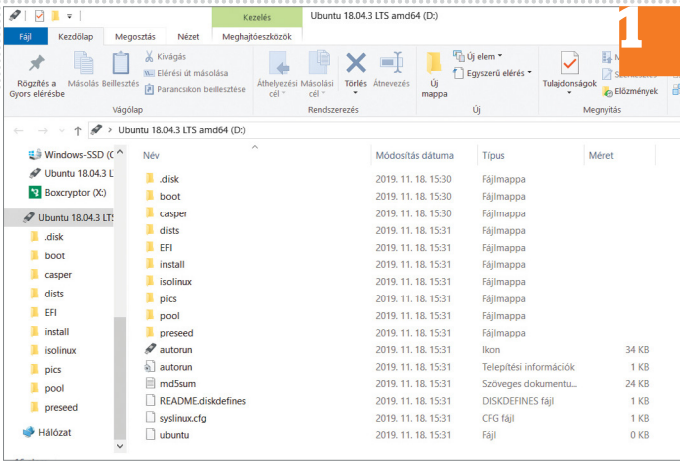 Kezelés
Ubuntu 18.04.3 LTS amd64 (D:)
1
Fájl
Kezdőlap
Megosztás
Nézet
Meghajtóeszközök
Rögzítés a Gyors elérésbe
Másolás
Beillesztés
Kivágás
Elérési út másolása
Parancsikon beillesztése
Áthelyezési cél
Másolási cél
Törlés
Átnevezés
Új mappa
Új elem
Egyszerű elérés
Tulajdonságok
Előzmények
Vágólap
Rendszerezés
Új
Megnyitás
Ubuntu 18.04.3 LTS amd64 (D:)
Windows-SSD (C
Ubuntu 18.04.3 L
Boxcryptor (X:)
Ubuntu 18.04.3 LTS
.disk
boot
casper
dists
EFI
install
isolinux
pics
pool
preseed
Hálózat
Név Módosítás dátuma Típus Méret
.disk 2019. 11. 18. 15:30 Fájlmappa
boot 2019. 11. 18. 15:30 Fájlmappa
casper 2019. 11. 18. 15:30 Fájlmappa
dists 2019. 11. 18. 15:31 Fájlmappa
EFI 2019. 11. 18. 15:31 Fájlmappa
install 2019. 11. 18. 15:31 Fájlmappa
isolinux 2019. 11. 18. 15:31 Fájlmappa
pics 2019. 11. 18. 15:31 Fájlmappa
pool 2019. 11. 18. 15:31 Fájlmappa
preseed 2019. 11. 18. 15:31 Fájlmappa
autorun 2019. 11. 18. 15:31 Ikon 34 KB
autorun 2019. 11. 18. 15:31 Telepítési információk 1 KB
md5sum 2019. 11. 18. 15:31 Szöveges dokumentu... 24 KB
README.diskdefines 2019. 11. 18. 15:31 DISKDEFINES fájl 1 KB
syslinux.cfg 2019. 11. 18. 15:31 CFG fájl 1 KB
ubuntu 2019. 11. 18. 15:31 Fájl 0 KB